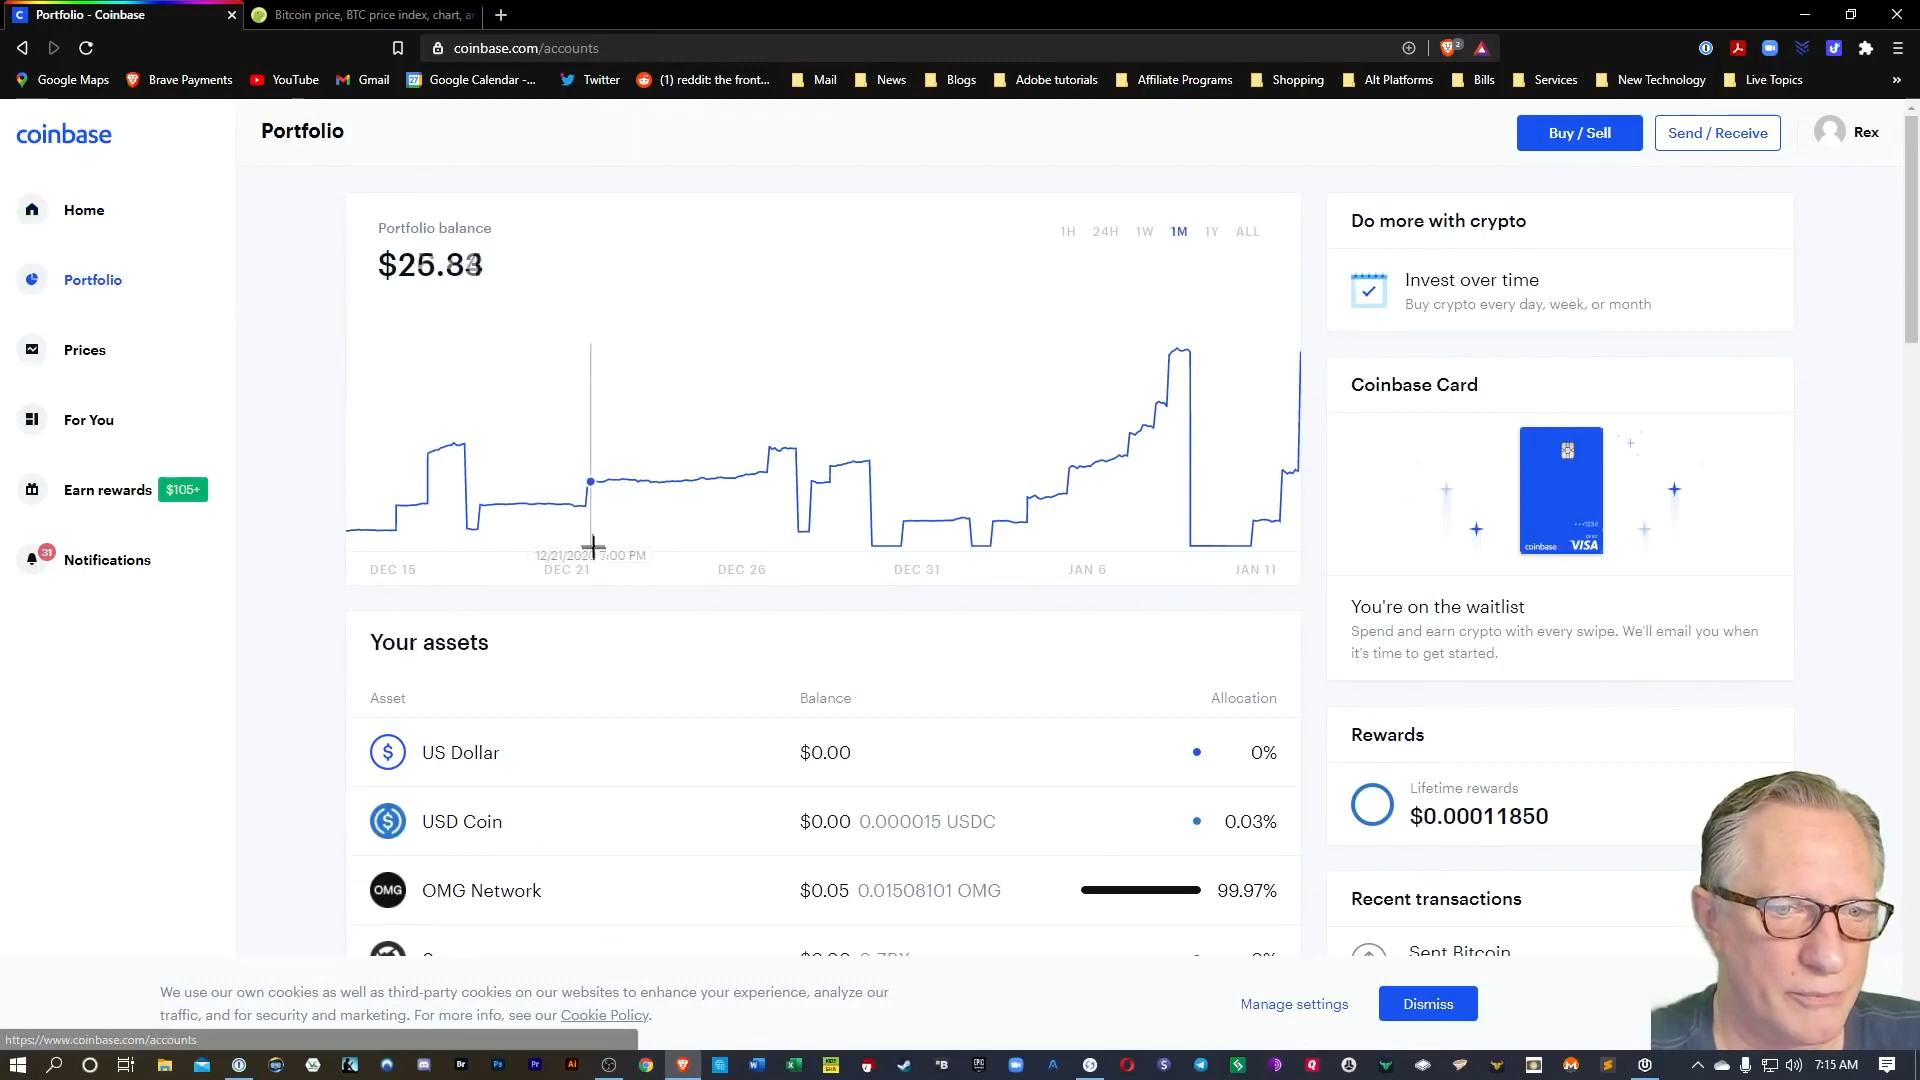 Portfolio - Coinbase
Bitcoin price, BTC price index, chart, a
coinbase.com/accounts
2
Google Maps
Brave Payments
YouTube
Gmail
27
Google Calendar -...
Twitter
(1) reddit: the front...
Mail
News
Blogs
Adobe tutorials
Affiliate Programs
Shopping
Alt Platforms
Bills
Services
New Technology
Live Topics
coinbase
Portfolio
Buy / Sell
Send / Receive
Rex
Home
Portfolio
Prices
For You
Earn rewards $105+
31
Notifications
Portfolio balance
1H 24H 1W 1M 1Y ALL
DEC 15
DEC 21
DEC 26
DEC 31
JAN 6
JAN 11
Your assets
Asset Balance Allocation
US Dollar $0.00 0%
USD Coin $0.00 0.000015 USDC 0.03%
OMG OMG Network $0.05 0.01508101 OMG 99.97%
Do more with crypto
Invest over time
Buy crypto every day, week, or month
Coinbase Card
1234
coinbase VISA
You're on the waitlist
Spend and earn crypto with every swipe. We'll email you when
it's time to get started.
Rewards
Lifetime rewards
$0.00011850
Recent transactions
Sent Bitcoin
We use our own cookies as well as third-party cookies on our websites to enhance your experience, analyze our
traffic, and for security and marketing. For more info, see our Cookie Policy.
Manage settings
Dismiss
https://www.coinbase.com/accounts
Br
Ps
Pr
Ai
7:15 AM